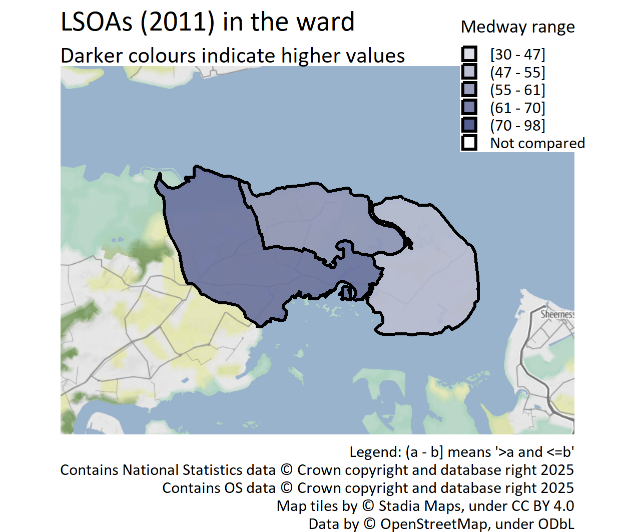 LSOAs (2011) in the ward
Darker colours indicate higher values
Medway range
[30 - 47]
(47 - 55]
(55 - 61]
(61 - 70]
(70 - 98]
Not compared
Sheerness
Legend: (a - b] means '>a and <=b'
Contains National Statistics data © Crown copyright and database right 2025
Contains OS data © Crown copyright and database right 2025
Map tiles by © Stadia Maps, under CC BY 4.0
Data by © OpenStreetMap, under ODbL